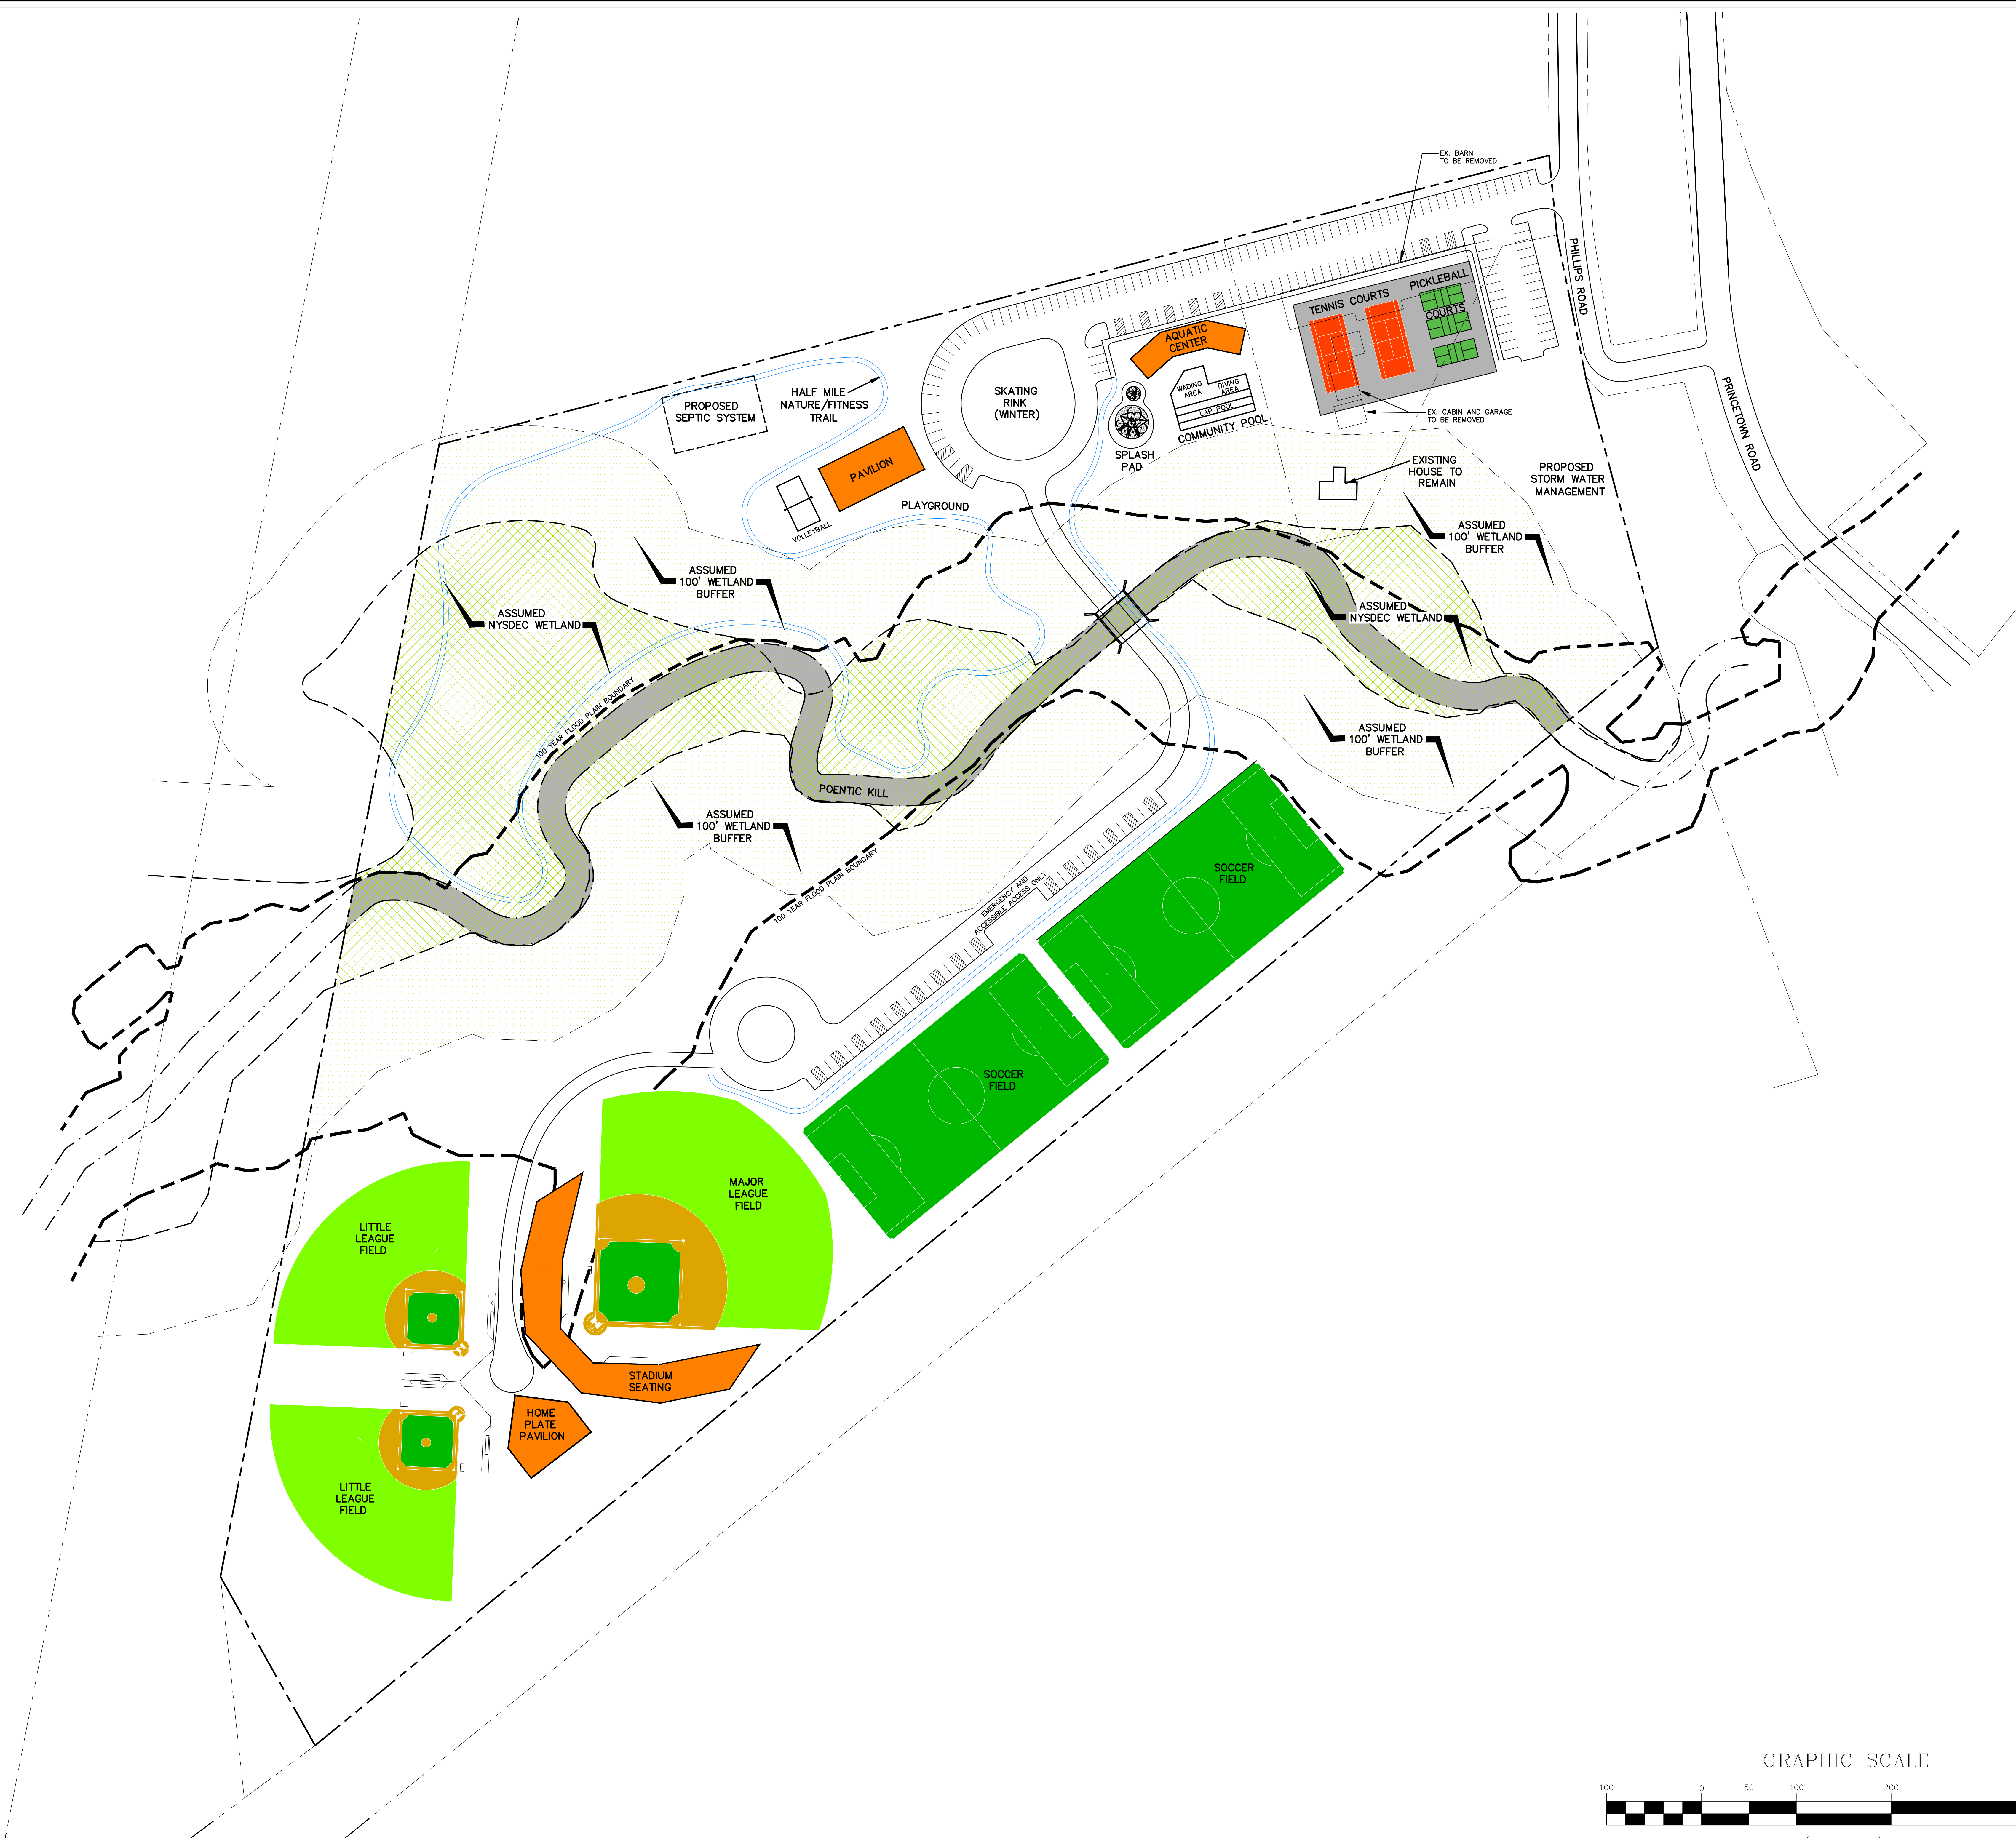 EX. BARN
TO BE REMOVED
PHILLIPS ROAD
PRINCETOWN ROAD
TENNIS COURTS
PICKLEBALL
COURTS
AQUATIC
CENTER
WADING
AREA
DIVING
AREA
LAP POOL
COMMUNITY POOL
SPLASH
PAD
EX. CABIN AND GARAGE
TO BE REMOVED
SKATING
RINK
(WINTER)
HALF MILE
NATURE/FITNESS
TRAIL
PROPOSED
SEPTIC SYSTEM
PAVILION
VOLLEYBALL
PLAYGROUND
EXISTING
HOUSE TO
REMAIN
PROPOSED
STORM WATER
MANAGEMENT
ASSUMED
100' WETLAND
BUFFER
ASSUMED
100' WETLAND
BUFFER
ASSUMED
NYSDEC WETLAND
ASSUMED
NYSDEC WETLAND
100 YEAR FLOOD PLAIN BOUNDARY
ASSUMED
100' WETLAND
BUFFER
POENTIC KILL
ASSUMED
100' WETLAND
BUFFER
100 YEAR FLOOD PLAIN BOUNDARY
EMERGENCY AND
ACCESSIBLE ACCESS ONLY
SOCCER
FIELD
SOCCER
FIELD
MAJOR
LEAGUE
FIELD
LITTLE
LEAGUE
FIELD
STADIUM
SEATING
HOME
PLATE
PAVILION
LITTLE
LEAGUE
FIELD
GRAPHIC SCALE
100 0 50 100 200